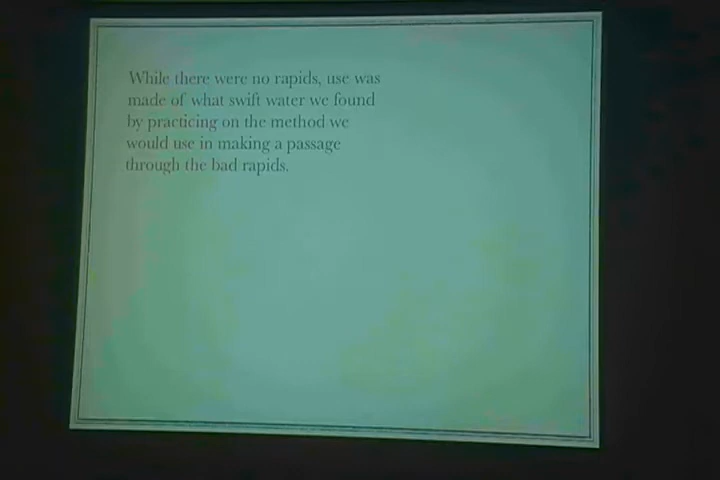 While there were no rapids, use was
made of what swift water we found
by practicing on the method we
would use in making a passage
through the bad rapids.